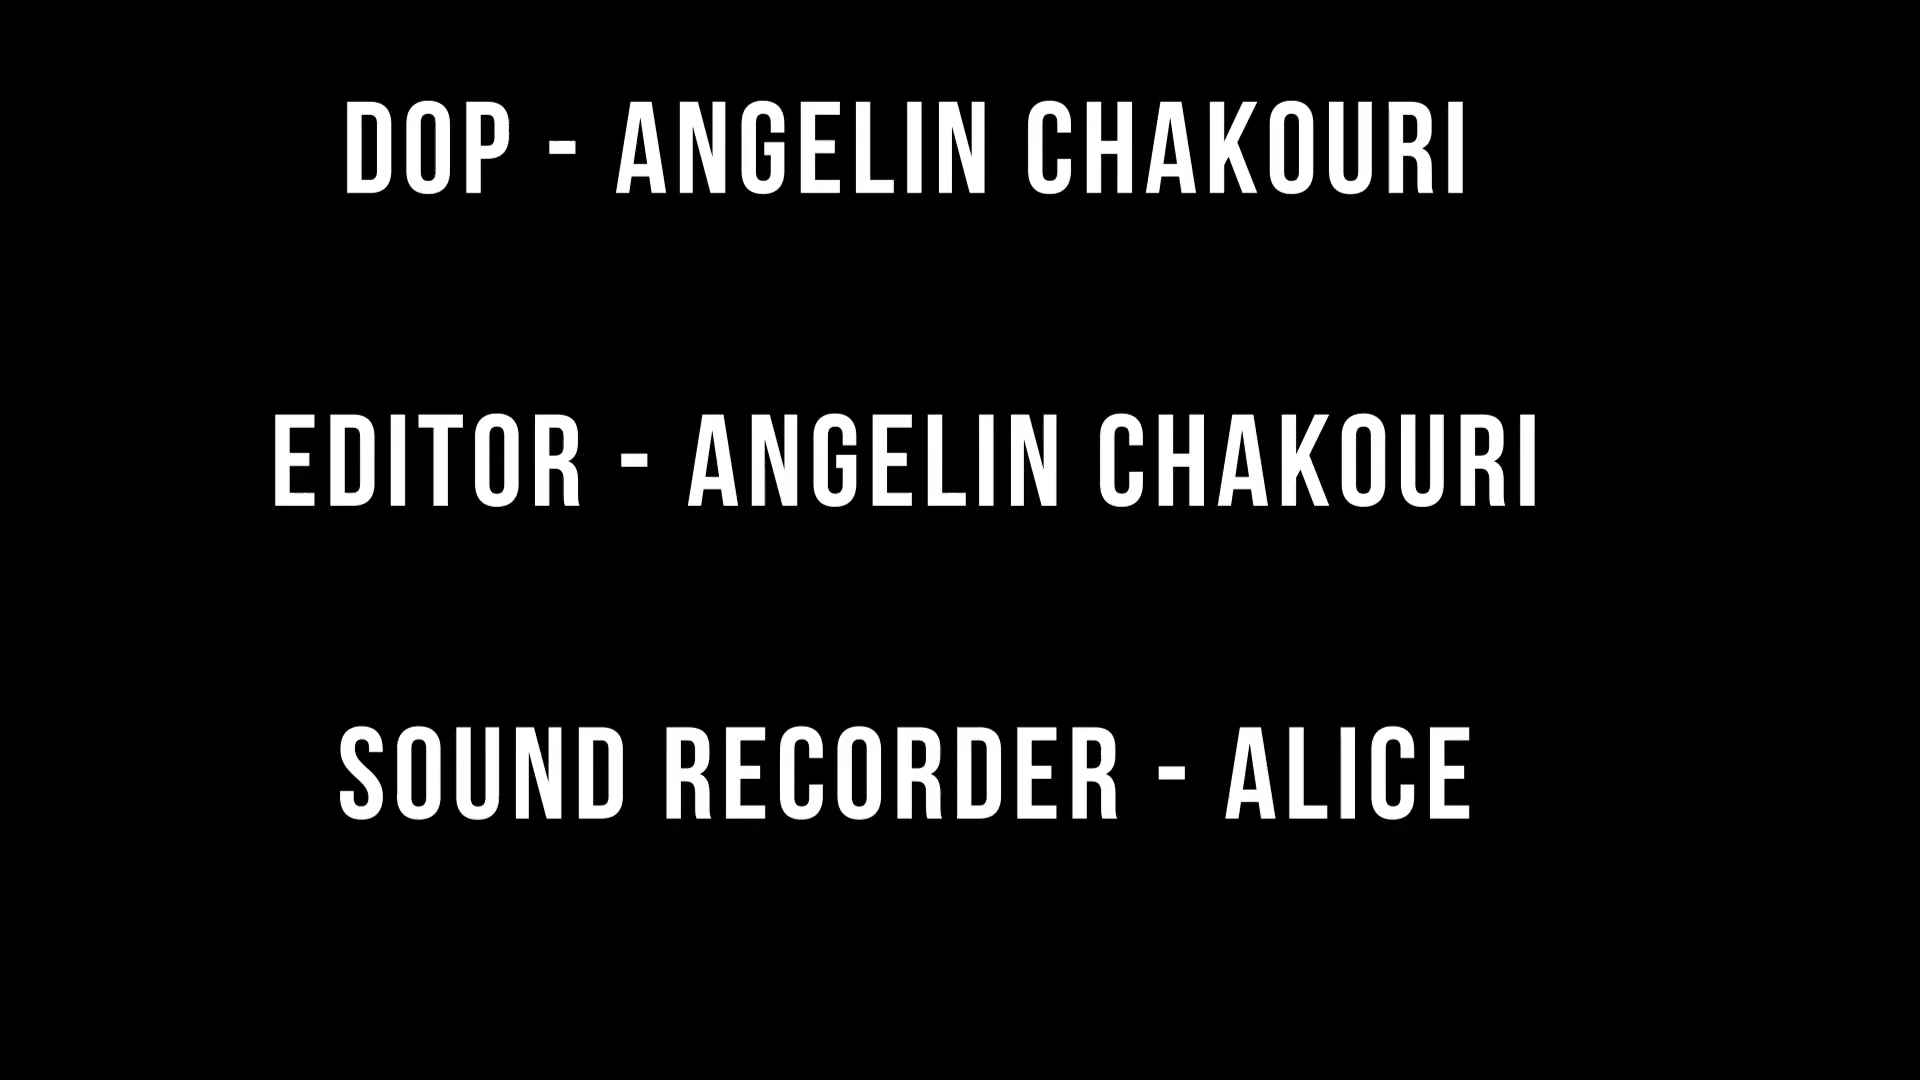 DOP - ANGELIN CHAKOURI
EDITOR - ANGELIN CHAKOURI
SOUND RECORDER - ALICE